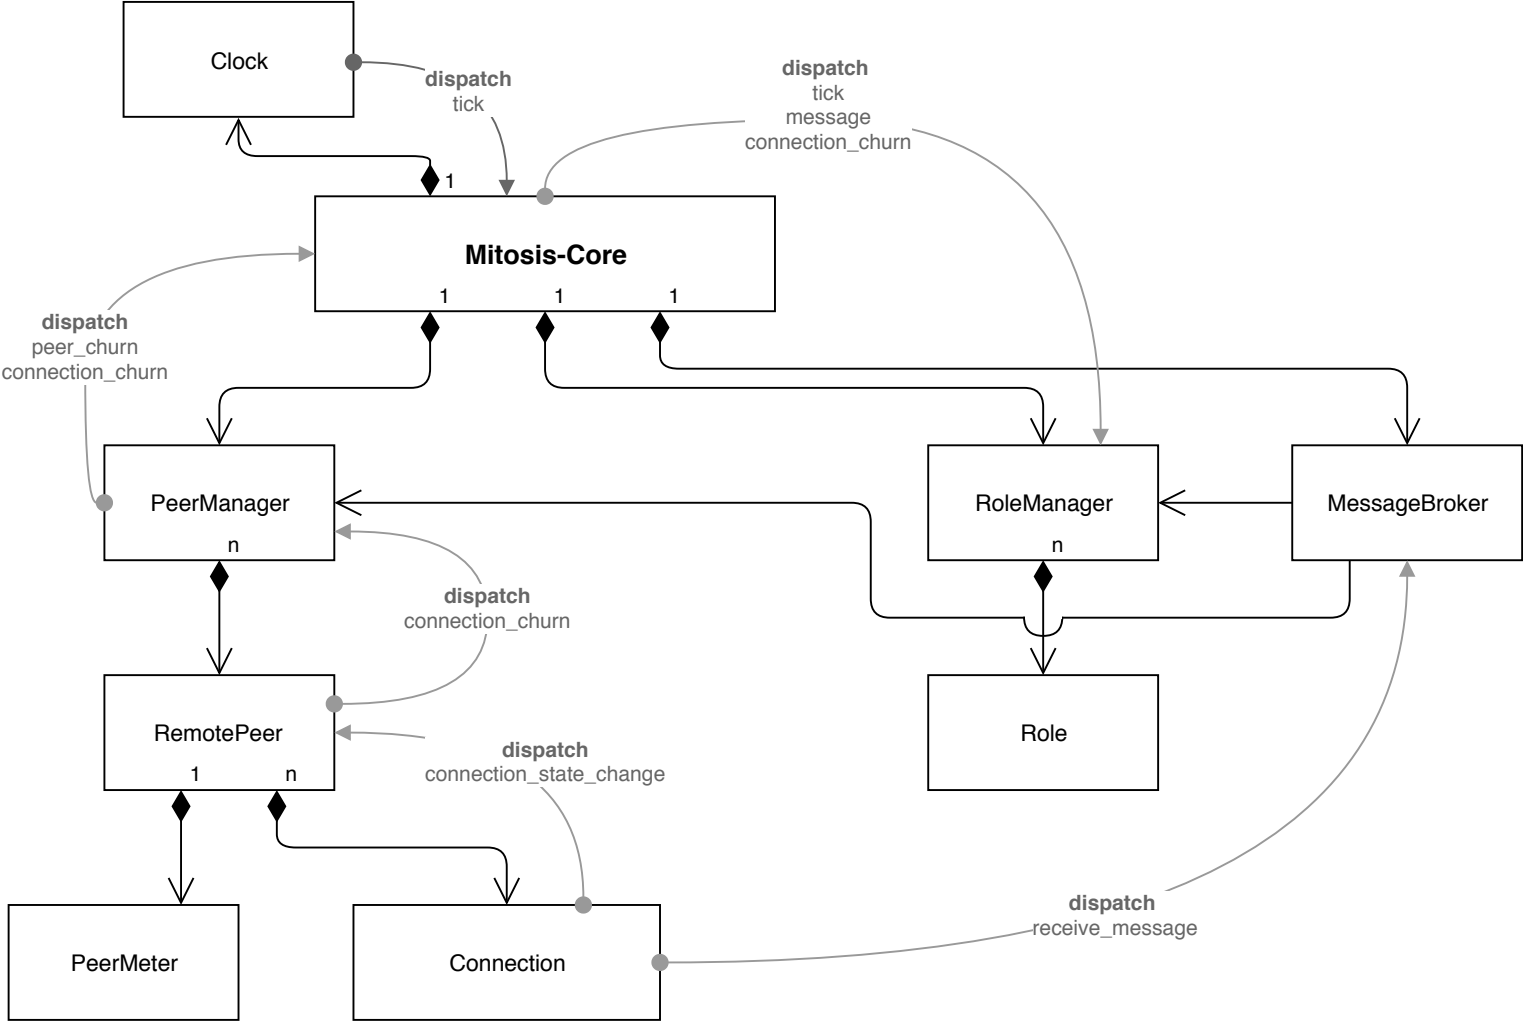 Clock
dispatch
tick
dispatch
tick
message
connection_churn
1
Mitosis-Core
1
1
1
dispatch
peer_churn
connection_churn
PeerManager
n
RoleManager
n
MessageBroker
dispatch
connection_churn
RemotePeer
1
n
dispatch
connection_state_change
Role
PeerMeter
Connection
dispatch
receive_message